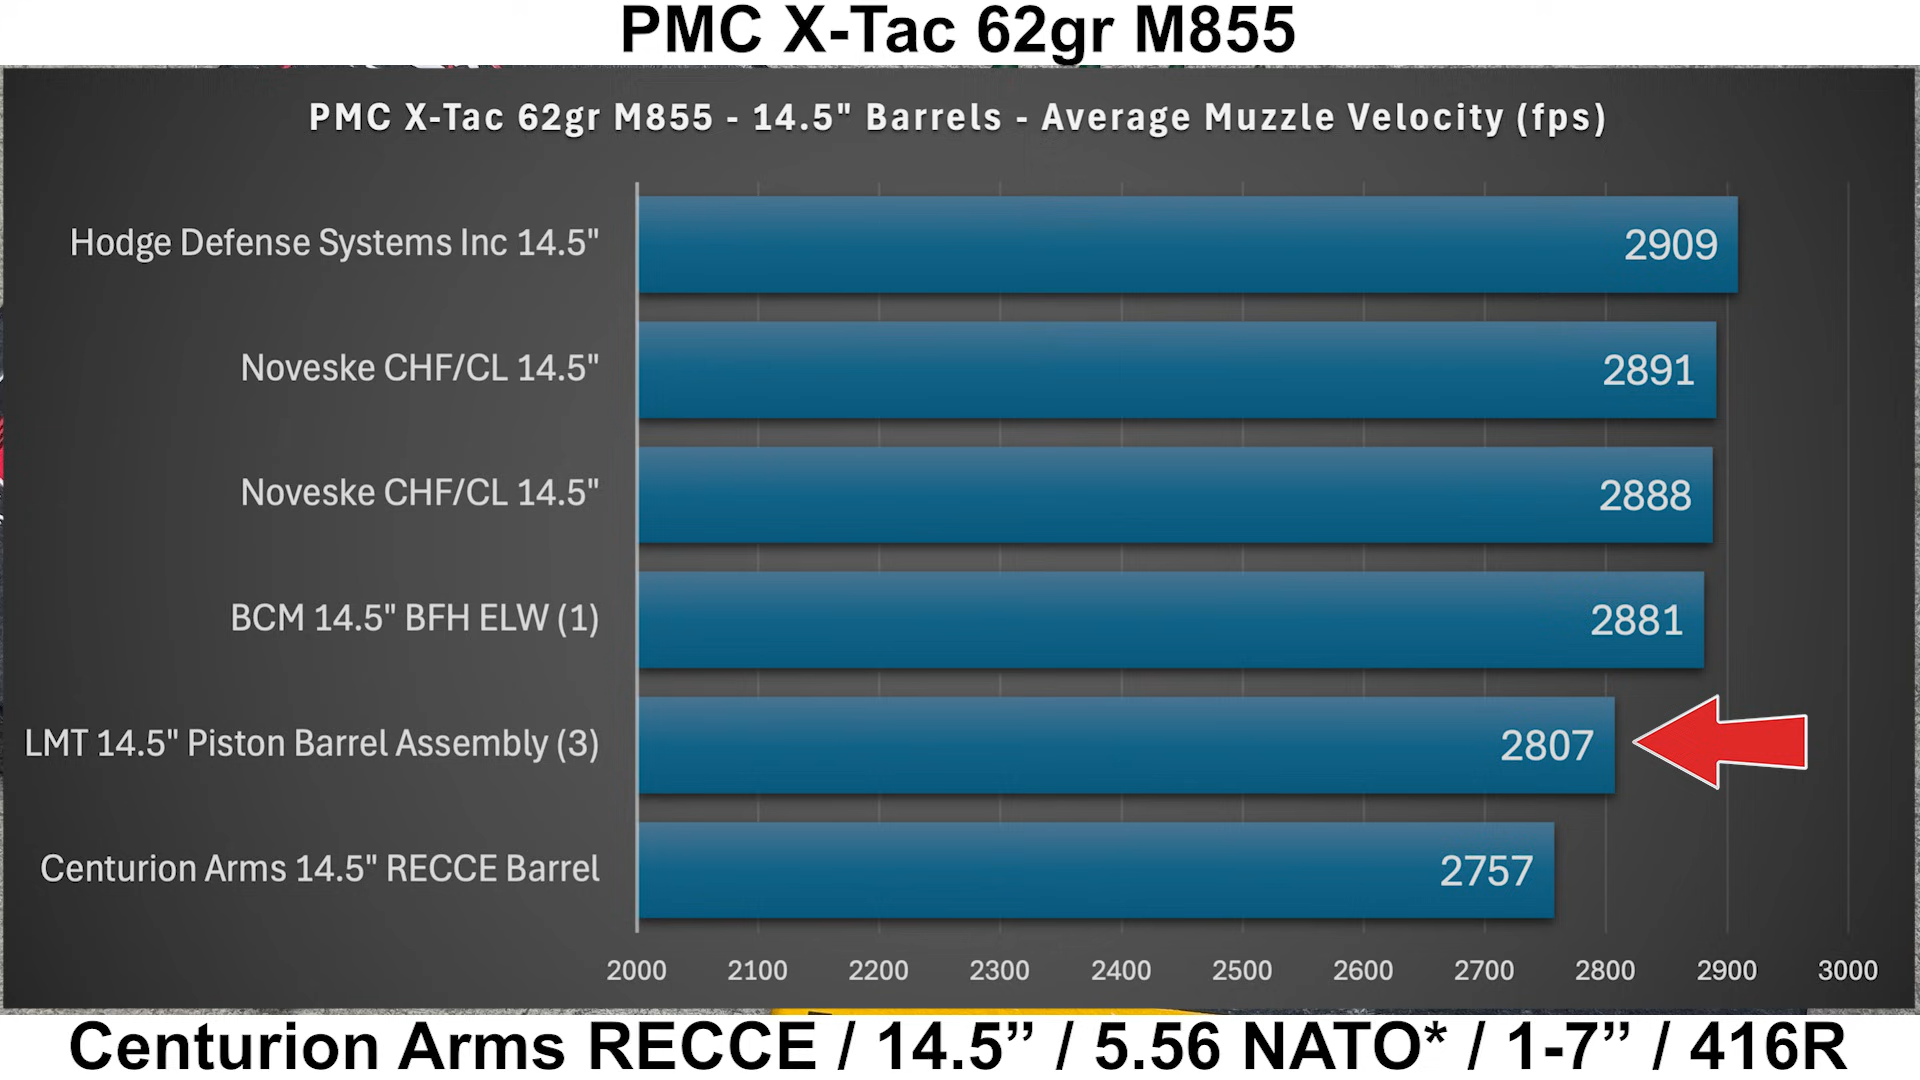 PMC X-Tac 62gr M855
PMC X-Tac 62gr M855 - 14.5" Barrels - Average Muzzle Velocity (fps)
Hodge Defense Systems Inc 14.5" 2909
Noveske CHF/CL 14.5" 2891
Noveske CHF/CL 14.5" 2888
BCM 14.5" BFH ELW (1) 2881
LMT 14.5" Piston Barrel Assembly (3) 2807
Centurion Arms 14.5" RECCE Barrel 2757
2000 2100 2200 2300 2400 2500 2600 2700 2800 2900 3000
Centurion Arms RECCE / 14.5” / 5.56 NATO* / 1-7” / 416R